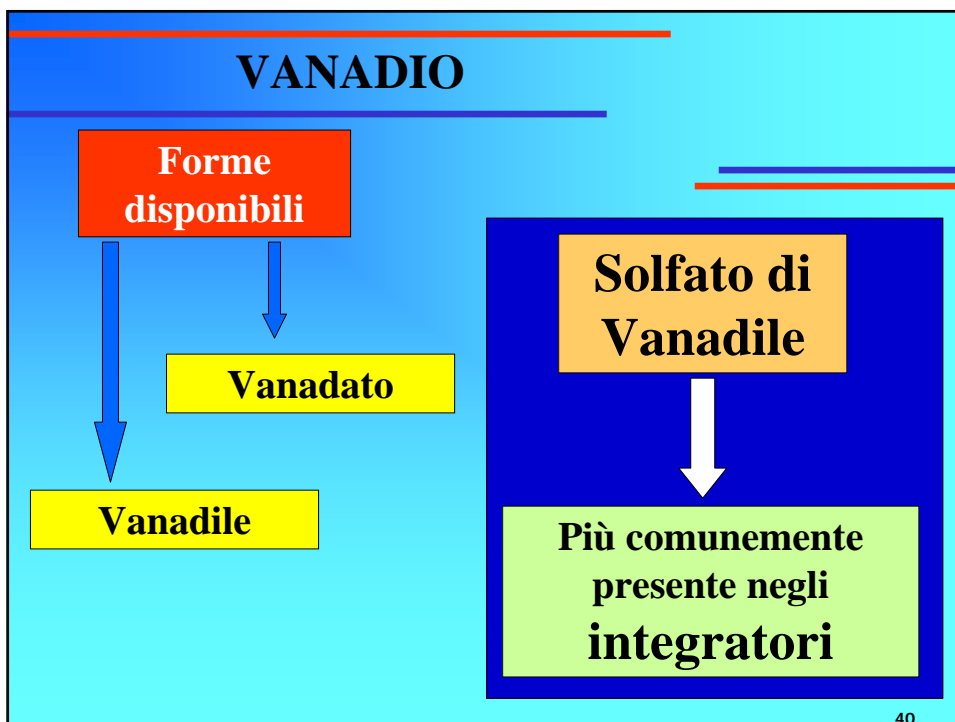 VANADIO
Forme
disponibili
Vanadato
Vanadile
Solfato di
Vanadile
Più comunemente
presente negli
integratori
40